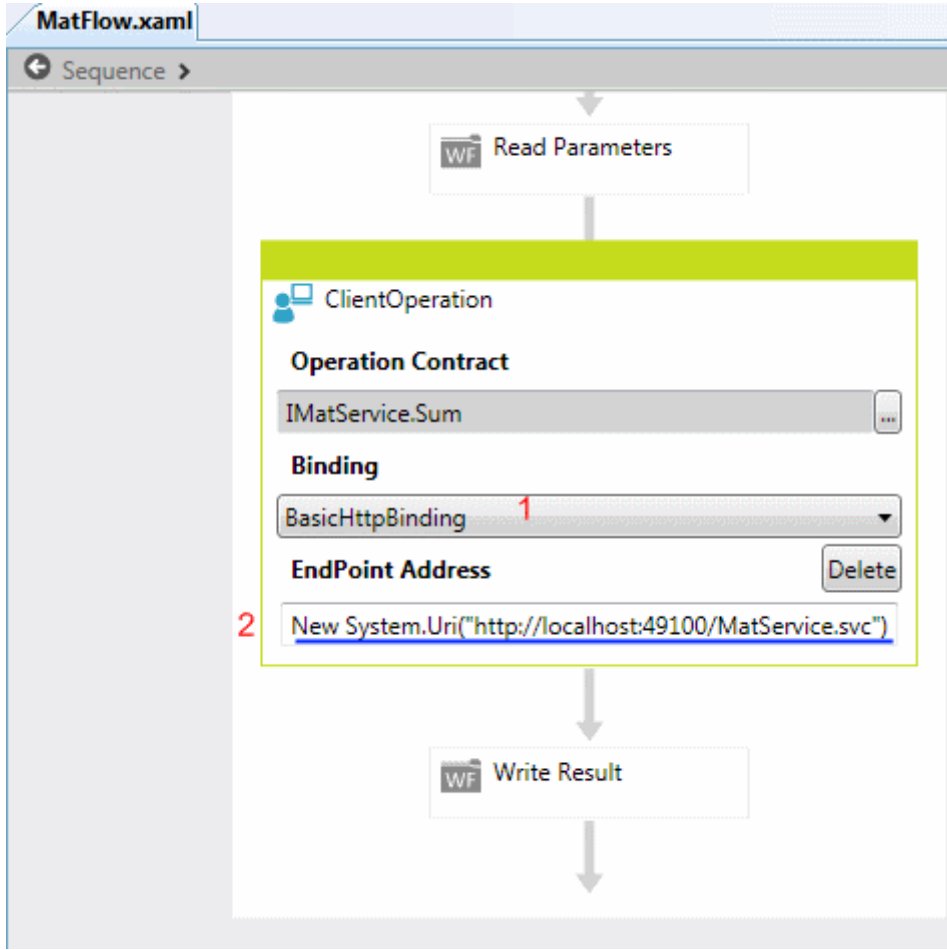 MatFlow.xaml
Sequence
WF Read Parameters
ClientOperation
Operation Contract
IMatService.Sum ...
Binding
BasicHttpBinding 1
EndPoint Address Delete
2 New System.Uri("http://localhost:49100/MatService.svc")
WF Write Result